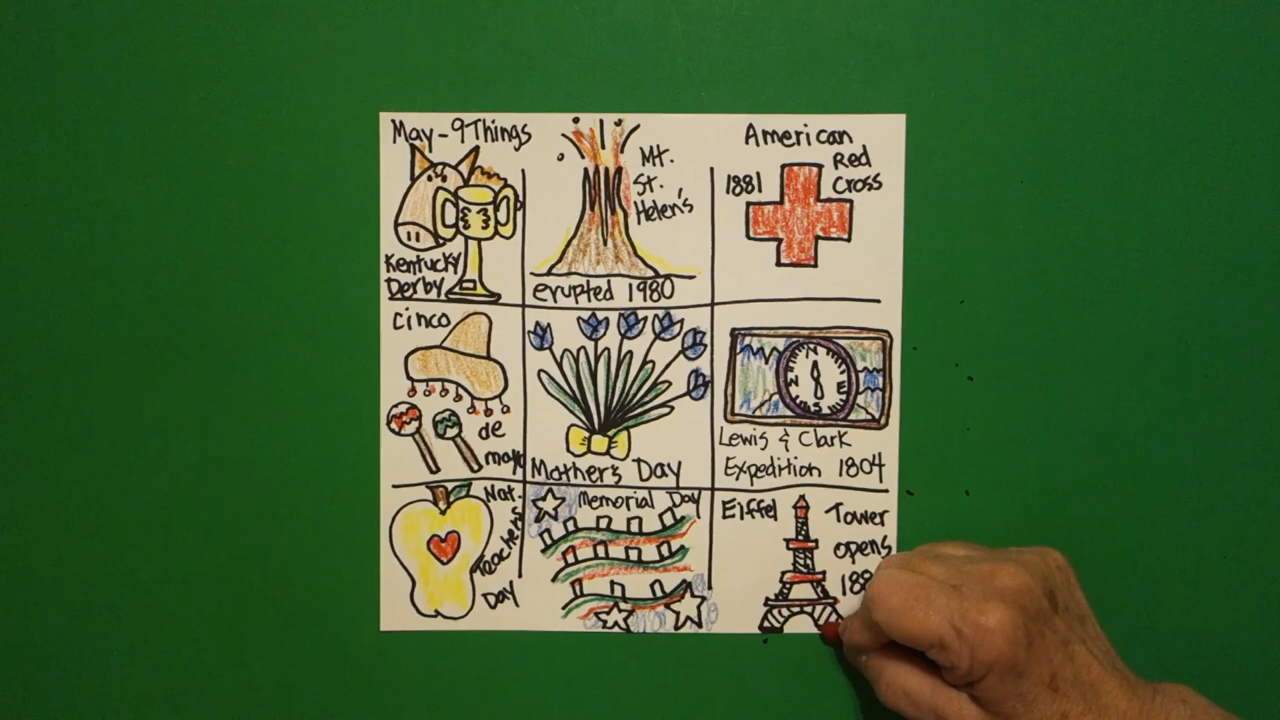 May-9Things
Kentucky
Derby
Mt.
St.
Helen's
erupted 1980
American
Red
1881
Cross
cinco
de
mayo
Mother's Day
N
E
S
Lewis & Clark
Expedition 1804
Nat.
Teachers
Day
Memorial Day
Eiffel
Tower
opens